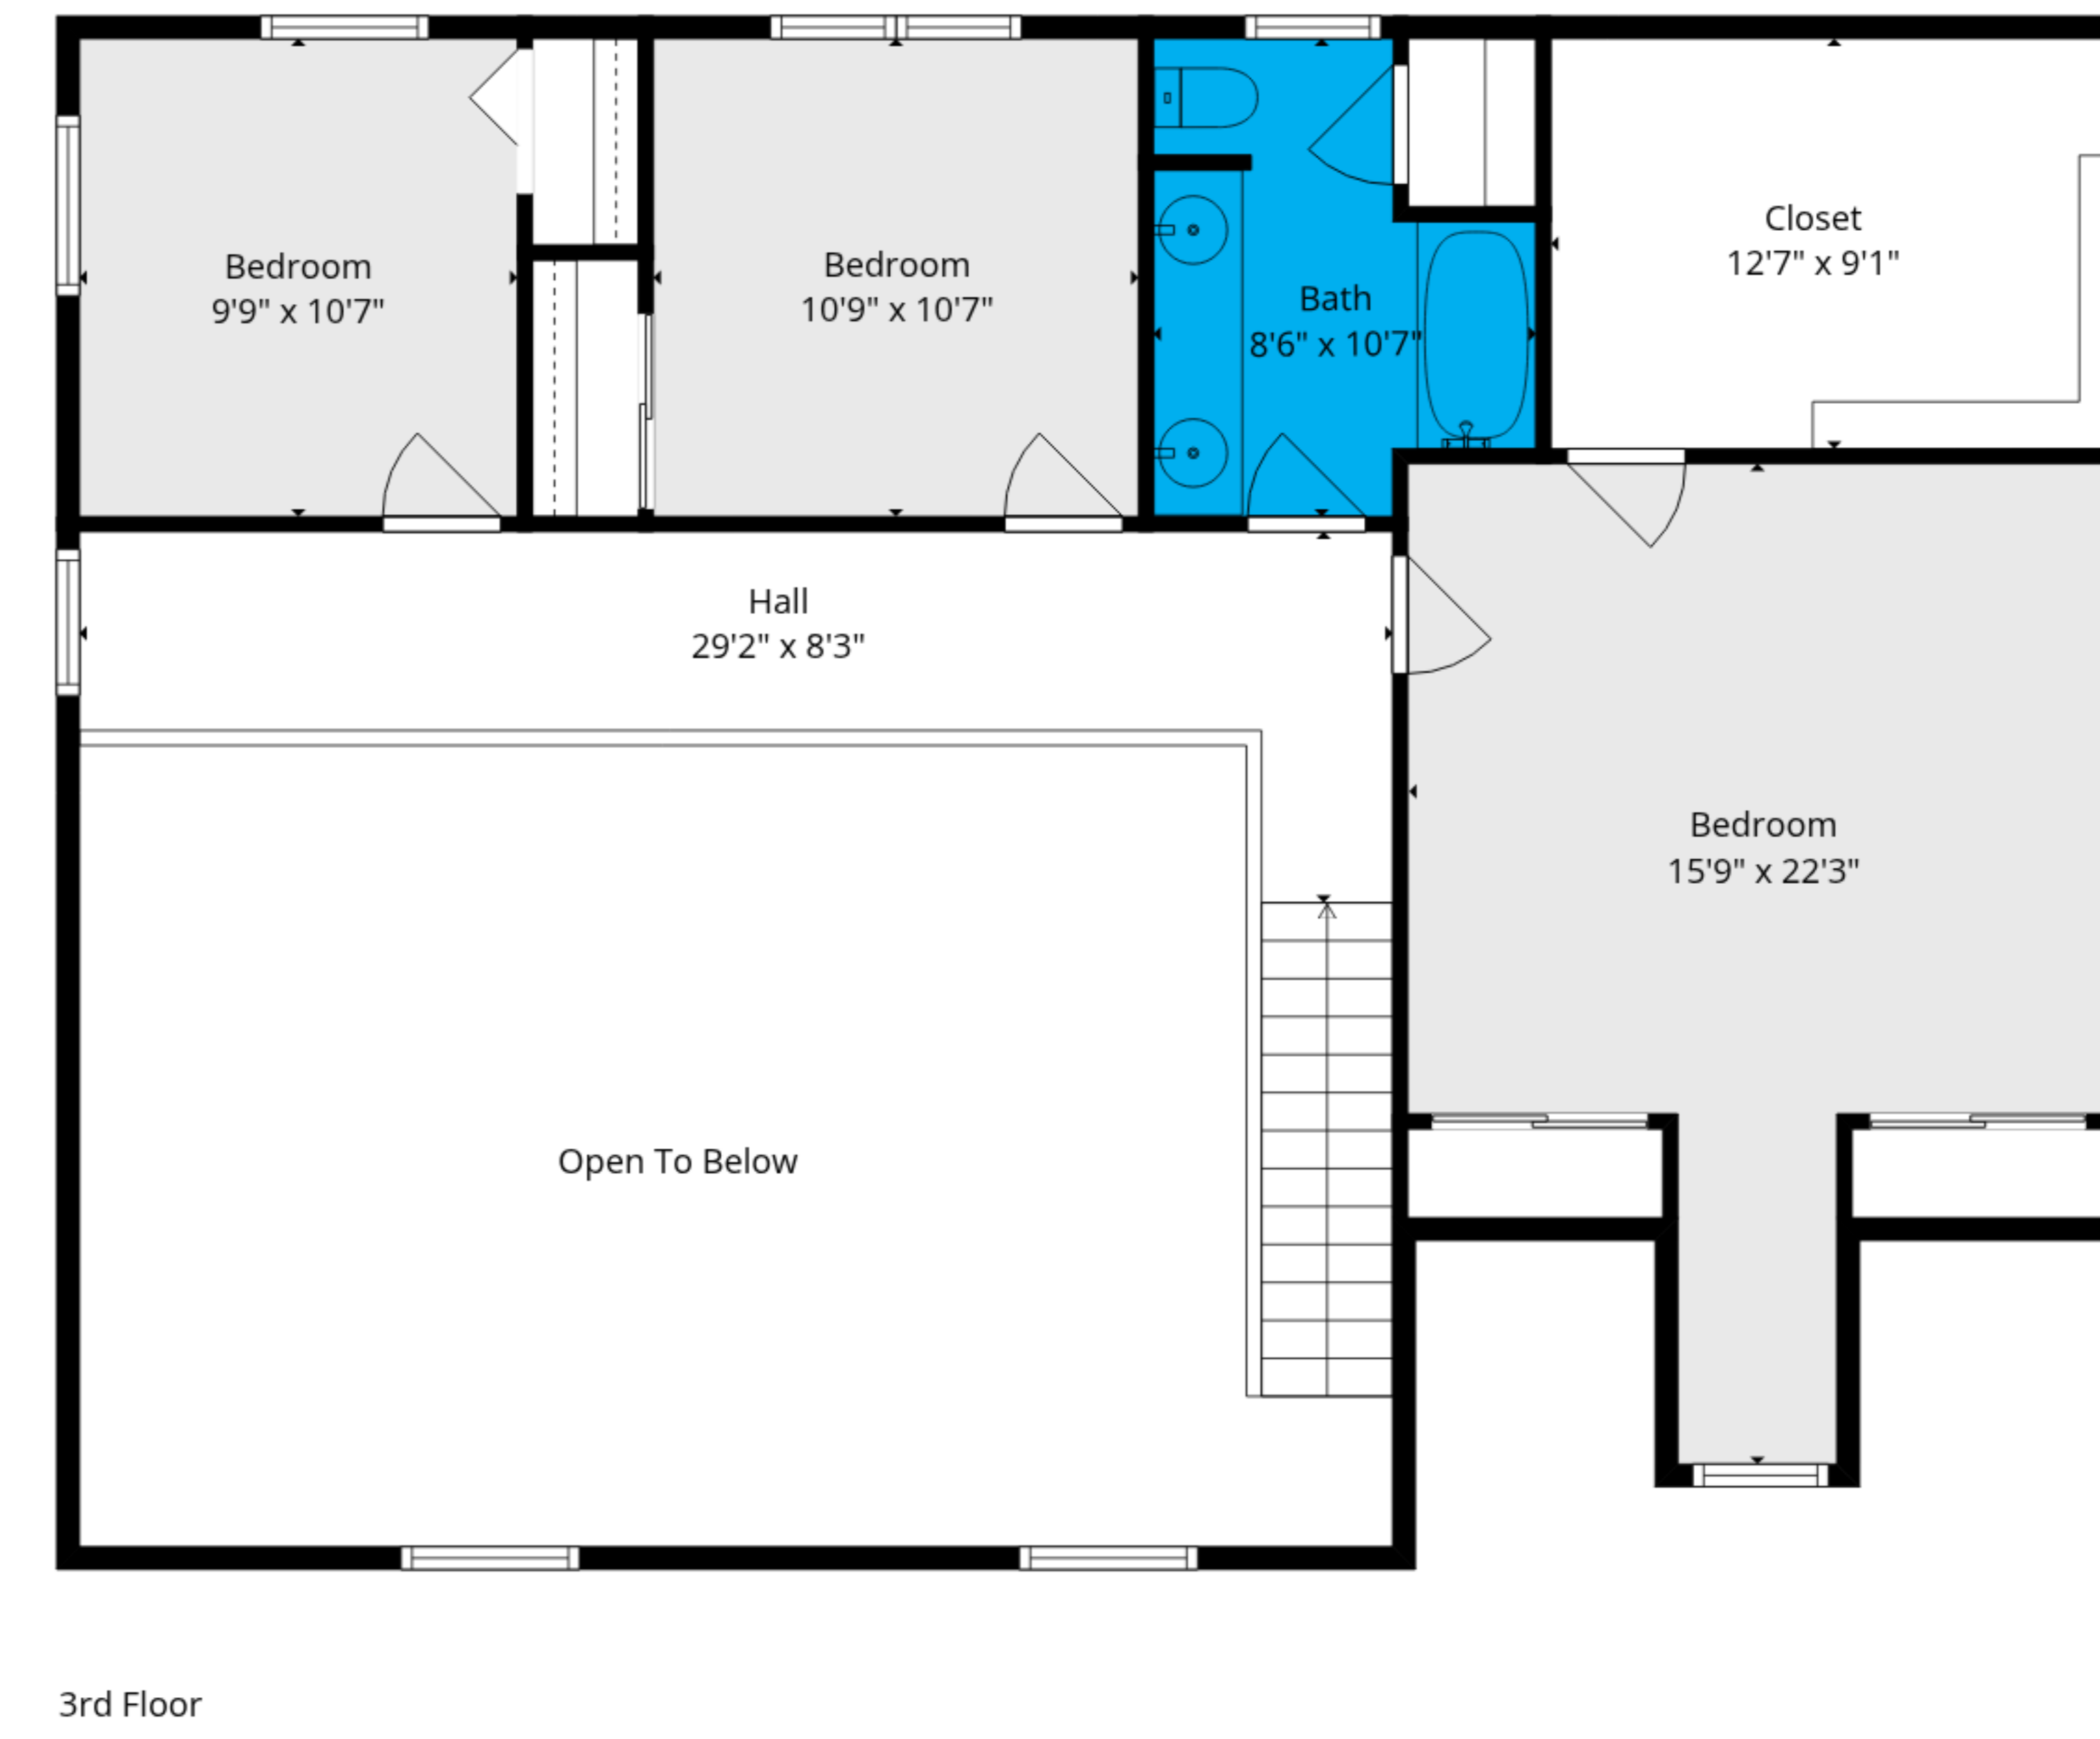 Bedroom
9'9" x 10'7"
Bedroom
10'9" x 10'7"
Bath
8'6" x 10'7"
Closet
12'7" x 9'1"
Hall
29'2" x 8'3"
Bedroom
15'9" x 22'3"
Open To Below
3rd Floor